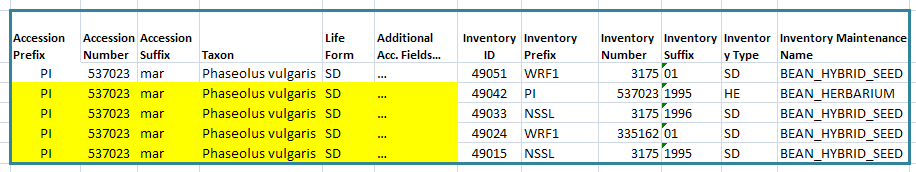 Accession Prefix Accession Number Accession Suffix Taxon Life Form Additional Acc. Fields... Inventory ID Inventory Prefix Inventory Number Inventory Suffix Inventor y Type Inventory Maintenance Name
PI 537023 mar Phaseolus vulgaris SD ... 49051 WRF1 3175 01 SD BEAN_HYBRID_SEED
PI 537023 mar Phaseolus vulgaris SD ... 49042 PI 537023 1995 HE BEAN_HERBARIUM
PI 537023 mar Phaseolus vulgaris SD ... 49033 NSSL 3175 1996 SD BEAN_HYBRID_SEED
PI 537023 mar Phaseolus vulgaris SD ... 49024 WRF1 335162 01 SD BEAN_HYBRID_SEED
PI 537023 mar Phaseolus vulgaris SD ... 49015 NSSL 3175 1995 SD BEAN_HYBRID_SEED